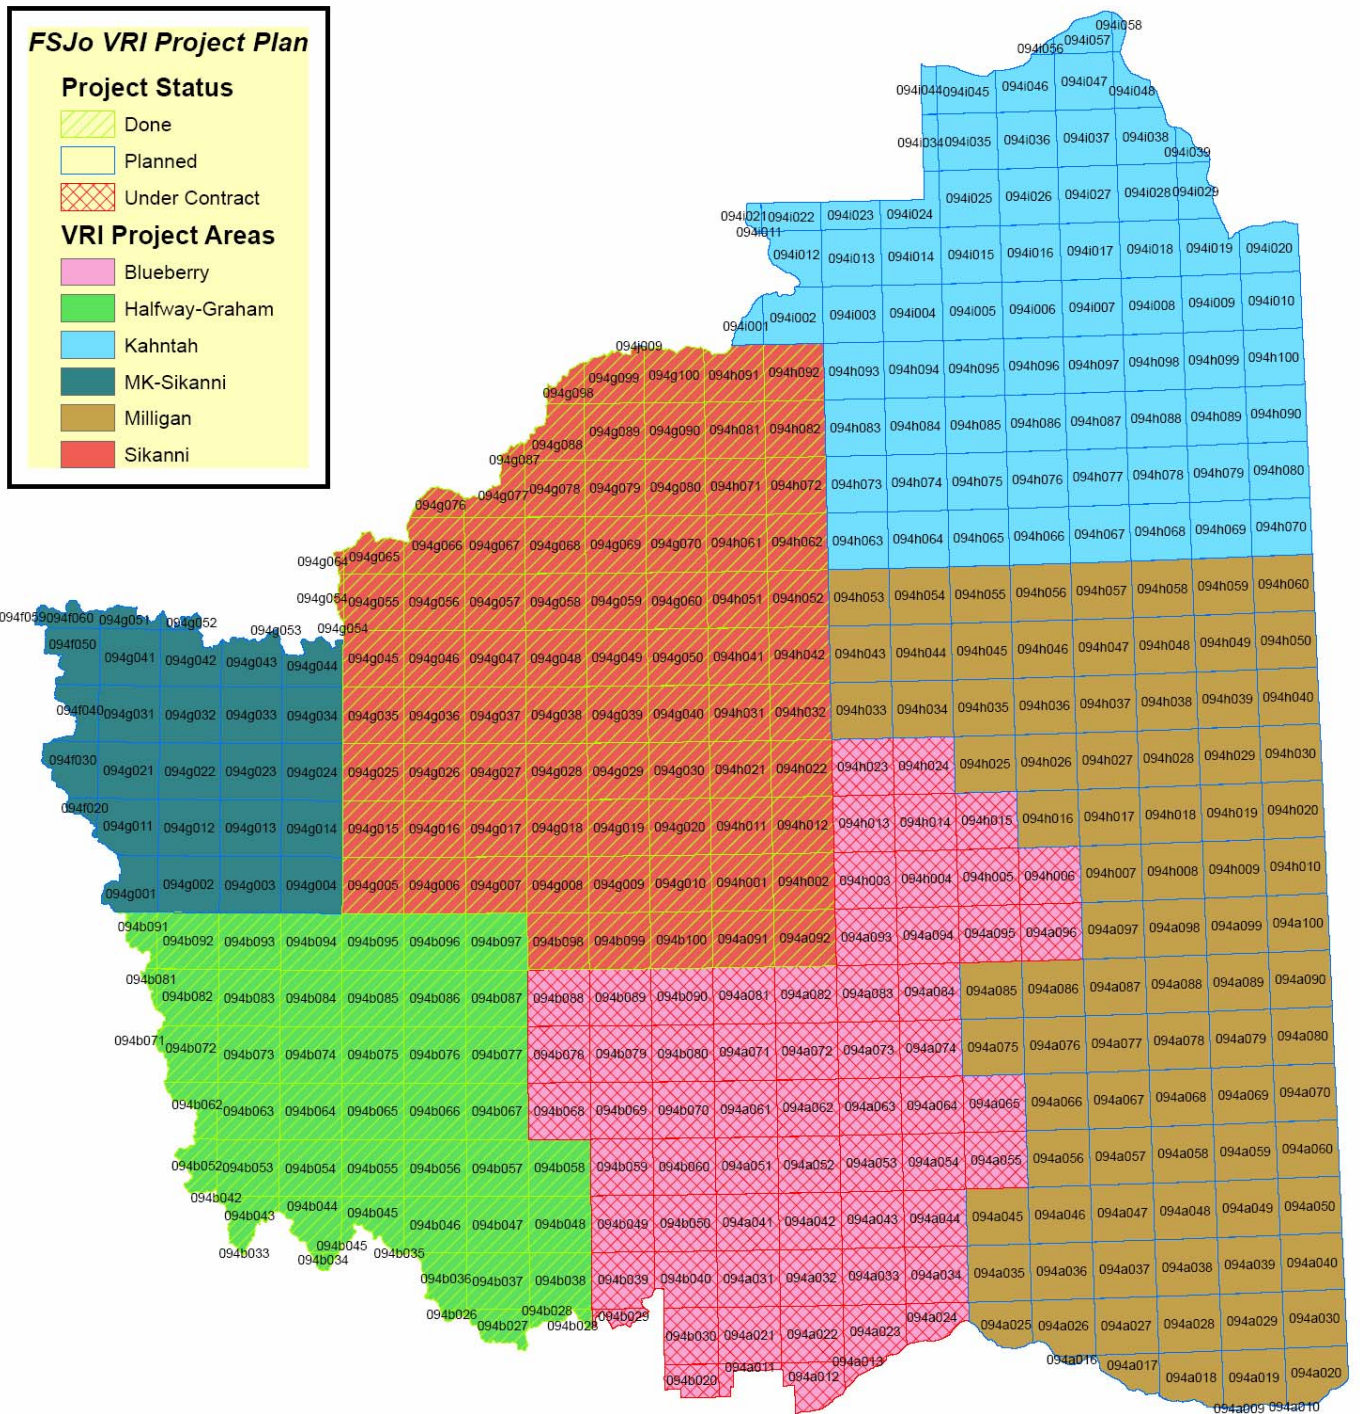 FSJo VRI Project Plan
Project Status
Done
Planned
Under Contract
VRI Project Areas
Blueberry
Halfway-Graham
Kahntah
MK-Sikanni
Milligan
Sikanni
094i058
094i056 094i057
094i044 094i045 094i046 094i047 094i048
094i034 094i035 094i036 094i037 094i038 094i039
094i025 094i026 094i027 094i028 094i029
094i021 094i022 094i023 094i024
094i011
094i012 094i013 094i014 094i015 094i016 094i017 094i018 094i019 094i020
094i001 094i002 094i003 094i004 094i005 094i006 094i007 094i008 094i009 094i010
094j009
094g098 094g099 094g100 094h091 094h092 094h093 094h094 094h095 094h096 094h097 094h098 094h099 094h100
094g087 094g088 094g089 094g090 094h081 094h082 094h083 094h084 094h085 094h086 094h087 094h088 094h089 094h090
094g076 094g077 094g078 094g079 094g080 094h071 094h072 094h073 094h074 094h075 094h076 094h077 094h078 094h079 094h080
094g064 094g065 094g066 094g067 094g068 094g069 094g070 094h061 094h062 094h063 094h064 094h065 094h066 094h067 094h068 094h069 094h070
094g054 094g055 094g056 094g057 094g058 094g059 094g060 094h051 094h052 094h053 094h054 094h055 094h056 094h057 094h058 094h059 094h060
094f059 094f060 094g051 094g052 094g053 094g054
094f050 094g041 094g042 094g043 094g044 094g045 094g046 094g047 094g048 094g049 094g050 094h041 094h042 094h043 094h044 094h045 094h046 094h047 094h048 094h049 094h050
094f040 094g031 094g032 094g033 094g034 094g035 094g036 094g037 094g038 094g039 094g040 094h031 094h032 094h033 094h034 094h035 094h036 094h037 094h038 094h039 094h040
094f030 094g021 094g022 094g023 094g024 094g025 094g026 094g027 094g028 094g029 094g030 094h021 094h022 094h023 094h024 094h025 094h026 094h027 094h028 094h029 094h030
094f020 094g011 094g012 094g013 094g014 094g015 094g016 094g017 094g018 094g019 094g020 094h011 094h012 094h013 094h014 094h015 094h016 094h017 094h018 094h019 094h020
094g001 094g002 094g003 094g004 094g005 094g006 094g007 094g008 094g009 094g010 094h001 094h002 094h003 094h004 094h005 094h006 094h007 094h008 094h009 094h010
094b091 094b092 094b093 094b094 094b095 094b096 094b097 094b098 094b099 094b100 094a091 094a092 094a093 094a094 094a095 094a096 094a097 094a098 094a099 094a100
094b081 094b082 094b083 094b084 094b085 094b086 094b087 094b088 094b089 094b090 094a081 094a082 094a083 094a084 094a085 094a086 094a087 094a088 094a089 094a090
094b071 094b072 094b073 094b074 094b075 094b076 094b077 094b078 094b079 094b080 094a071 094a072 094a073 094a074 094a075 094a076 094a077 094a078 094a079 094a080
094b062 094b063 094b064 094b065 094b066 094b067 094b068 094b069 094b070 094a061 094a062 094a063 094a064 094a065 094a066 094a067 094a068 094a069 094a070
094b052 094b053 094b054 094b055 094b056 094b057 094b058 094b059 094b060 094a051 094a052 094a053 094a054 094a055 094a056 094a057 094a058 094a059 094a060
094b042 094b043 094b044 094b045 094b046 094b047 094b048 094b049 094b050 094a041 094a042 094a043 094a044 094a045 094a046 094a047 094a048 094a049 094a050
094b033 094b034 094b045 094b035 094b036 094b037 094b038 094b039 094b040 094a031 094a032 094a033 094a034 094a035 094a036 094a037 094a038 094a039 094a040
094b026 094b027 094b028 094b028 094b029 094b030 094a021 094a022 094a023 094a024 094a025 094a026 094a027 094a028 094a029 094a030
094b020 094a011 094a012 094a013 094a016 094a017 094a018 094a019 094a020
094a009 094a010